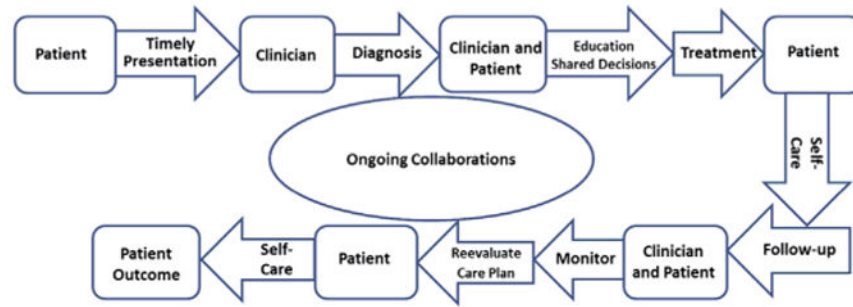 Patient
Timely
Presentation
Clinician
Diagnosis
Clinician and
Patient
Education
Shared Decisions
Treatment
Patient
Self-
Care
Ongoing Collaborations
Follow-up
Clinician
and Patient
Monitor
Reevaluate
Care Plan
Patient
Self-
Care
Patient
Outcome